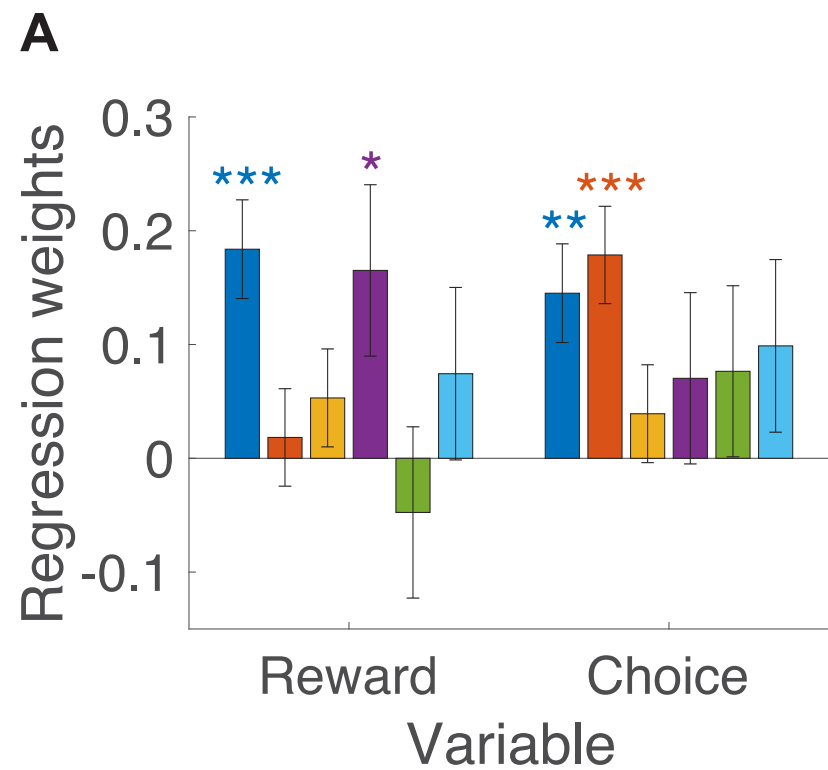 A
Regression weights
0.3
0.2
0.1
0
-0.1
*** * ** ***
Reward Choice
Variable